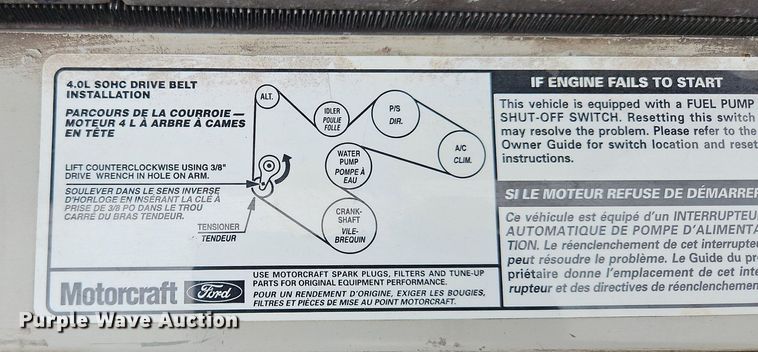 4.0L SOHC DRIVE BELT
INSTALLATION
PARCOURS DE LA COURROIE —
MOTEUR 4 L À ARBRE À CAMES
EN TÊTE
LIFT COUNTERCLOCKWISE USING 3/8"
DRIVE WRENCH IN HOLE ON ARM.
SOULEVER DANS LE SENS INVERSE
D'HORLOGE EN INSÉRANT LA CLÉ À
PRISE DE 3/8 PO DANS LE TROU
CARRÉ DU BRAS TENDEUR.
TENSIONER
TENDEUR
ALT.
IDLER
POULIE
FOLLE
P/S
DIR.
A/C
CLIM.
WATER
PUMP
POMPE À
EAU
CRANK-
SHAFT
VILE-
BREQUIN
Motorcraft
Ford
USE MOTORCRAFT SPARK PLUGS, FILTERS AND TUNE-UP
PARTS FOR ORIGINAL EQUIPMENT PERFORMANCE.
POUR UN RENDEMENT D'ORIGINE, EXIGER LES BOUGIES,
FILTRES ET PIÈCES DE MISE AU POINT MOTORCRAFT.
IF ENGINE FAILS TO START
This vehicle is equipped with a FUEL PUMP
SHUT-OFF SWITCH. Resetting this switch
may resolve the problem. Please refer to the
Owner Guide for switch location and reset
instructions.
SI LE MOTEUR REFUSE DE DÉMARRER
Ce véhicule est équipé d'un INTERRUPTEU
AUTOMATIQUE DE POMPE D'ALIMENTA
TION. Le réenclenchement de cet interrupte
peut résoudre le problème. Le Guide du pr
priétaire donne l'emplacement de cet inte
rupteur et des directives de réenclenchemen
Purple Wave Auction